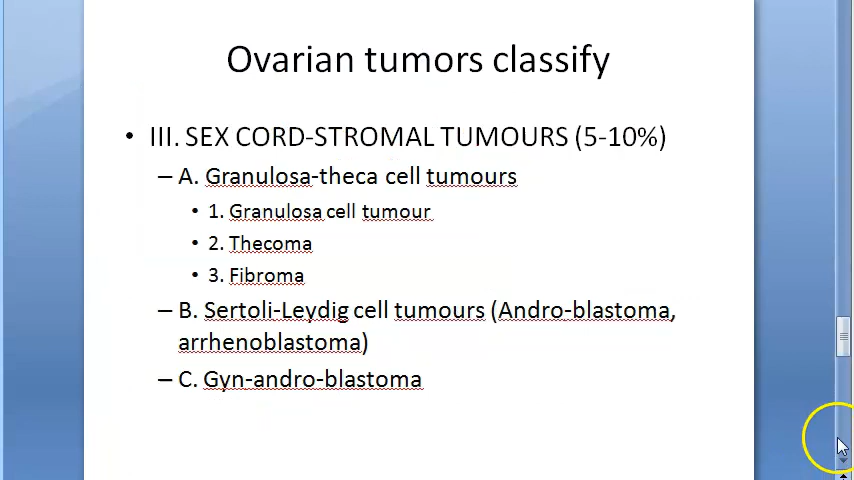 Ovarian tumors classify
• III. SEX CORD-STROMAL TUMOURS (5-10%)
– A. Granulosa-theca cell tumours
• 1. Granulosa cell tumour
• 2. Thecoma
• 3. Fibroma
– B. Sertoli-Leydig cell tumours (Andro-blastoma,
arrhenoblastoma)
– C. Gyn-andro-blastoma